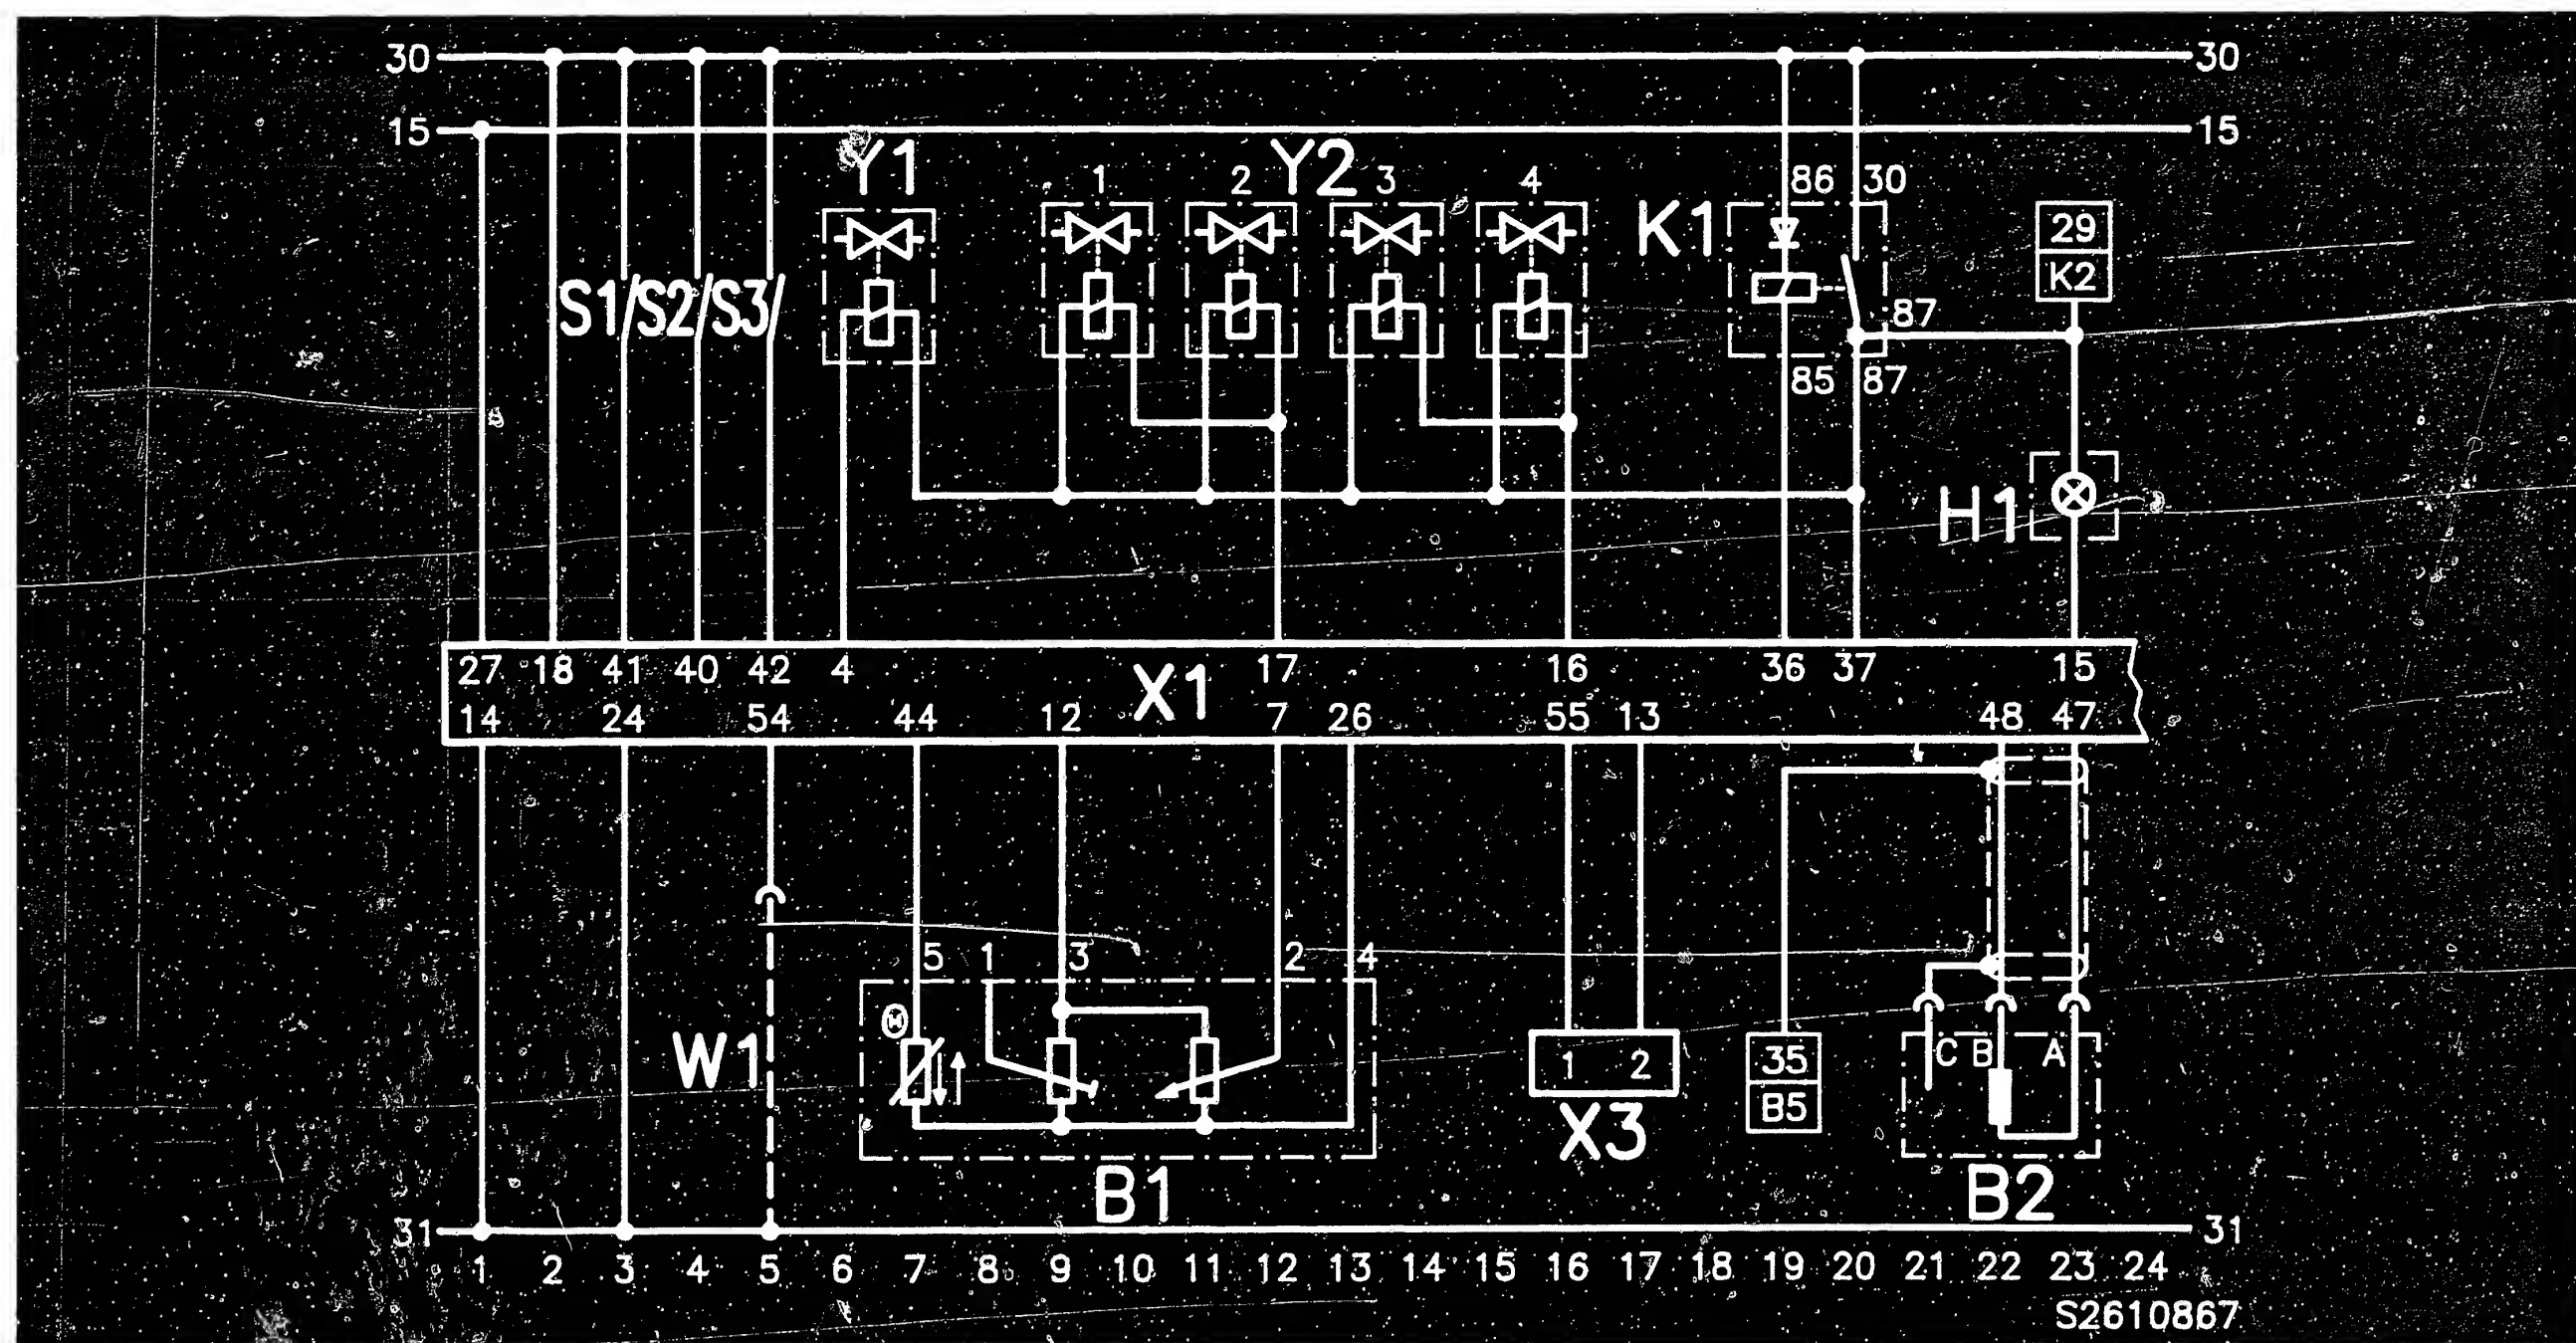 30 30
15 15
Y1 1 2 Y2 3 4 86 30
K1 29
K2
S1/S2/S3/
87
85 87
H1
27 18 41 40 42 4 17 16 36 37 15
X1
14 24 54 44 12 7 26 55 13 48 47
5 1 3 2 4
W1 1 2 35 C B A
B5
X3
B1 B2
31 31
1 2 3 4 5 6 7 8 9 10 11 12 13 14 15 16 17 18 19 20 21 22 23 24
S2610867